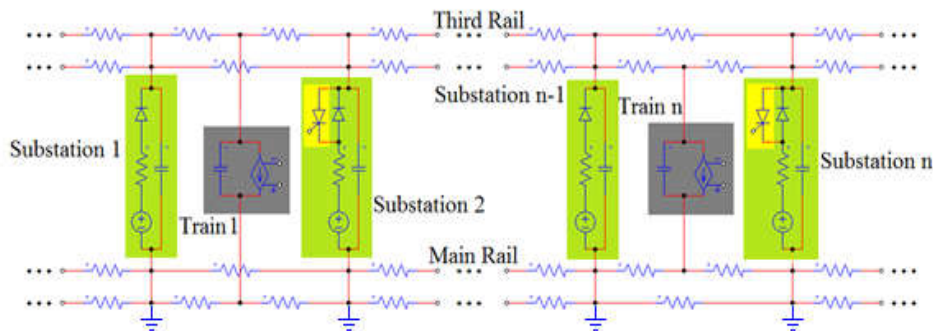 Third Rail
Substation n-1
Train n
Substation 1
Substation n
Substation 2
Train 1
Main Rail